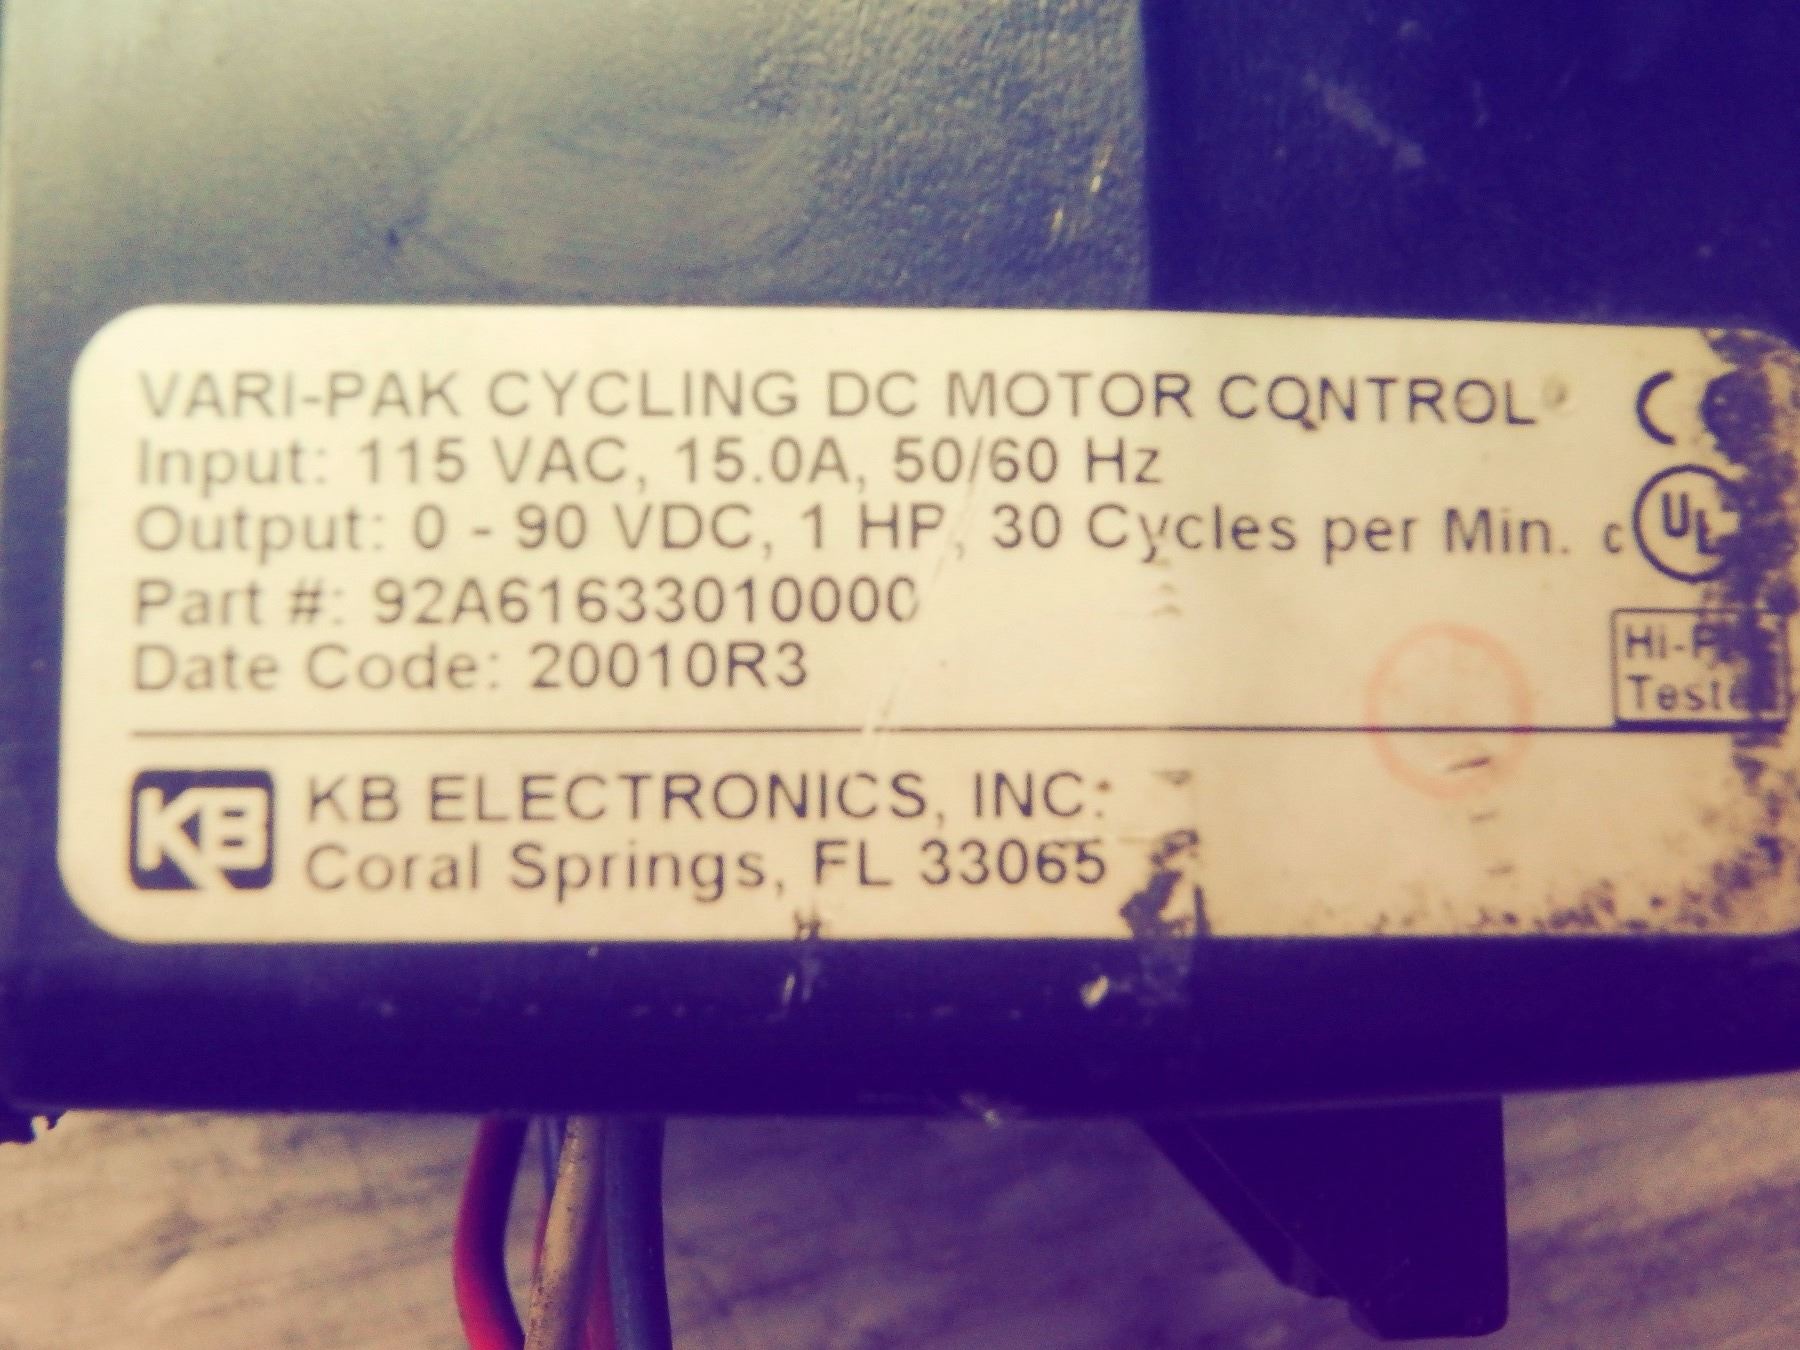 VARI-PAK CYCLING DC MOTOR CONTROL
Input: 115 VAC, 15.0A, 50/60 Hz
Output: 0 - 90 VDC, 1 HP, 30 Cycles per Min.
c UL
Part #: 92A61633010000
Date Code: 20010R3
KB
KB ELECTRONICS, INC.
Coral Springs, FL 33065